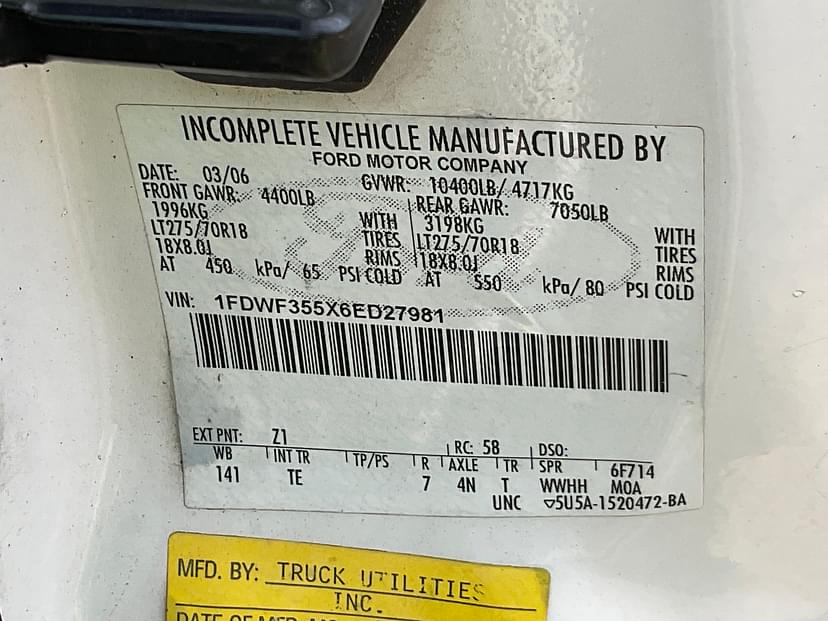 INCOMPLETE VEHICLE MANUFACTURED BY
FORD MOTOR COMPANY
DATE: 03/06 GVWR: 10400LB/ 4717KG
FRONT GAWR: 4400LB REAR GAWR: 7050LB
1996KG WITH 3198KG WITH
LT275/70R18 TIRES LT275/70R18 TIRES
18X8.0J RIMS 18X8.0J RIMS
AT 450 kPa/ 65 PSI COLD AT 550 kPa/ 80 PSI COLD
VIN: 1FDWF355X6ED27981
EXT PNT: Z1 RC: 58 DSO:
WB INT TR TP/PS R AXLE TR SPR 6F714
141 TE 7 4N T WWHH MOA
UNC ▽5U5A-1520472-BA
MFD. BY: TRUCK UTILITIES
INC.